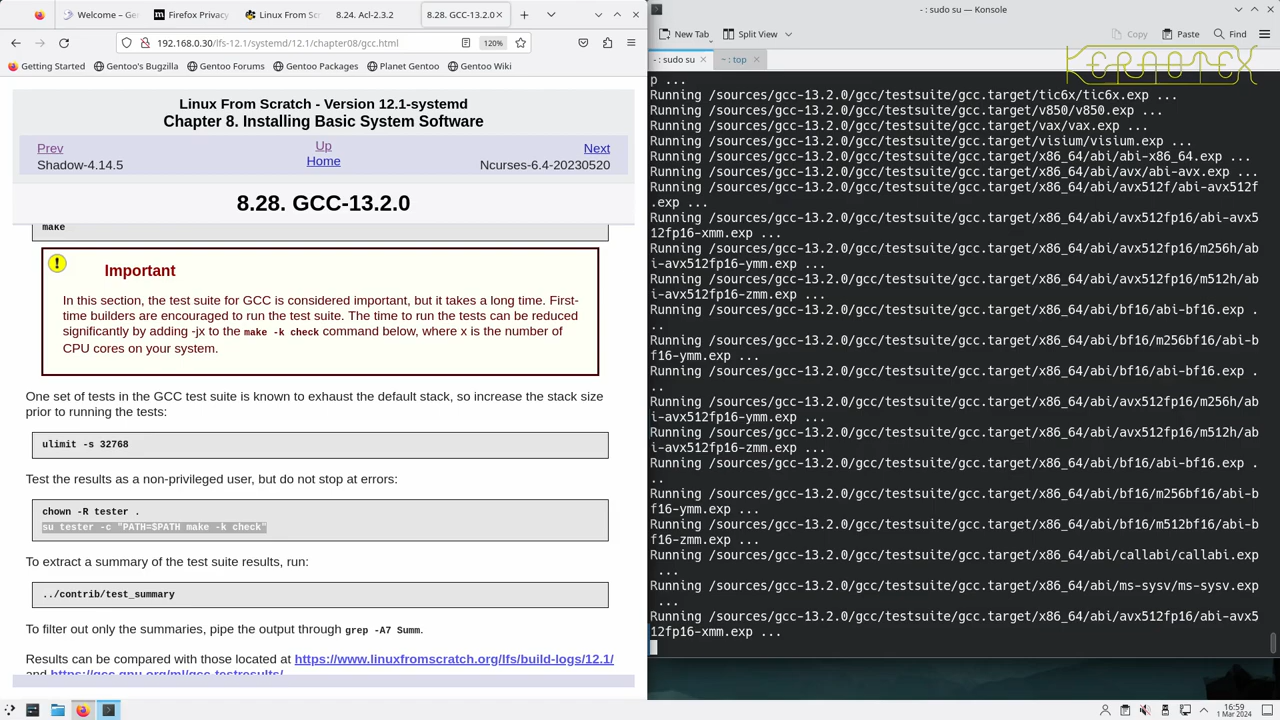 Welcome – Ge
Firefox Privacy
Linux From Sc
8.24. Acl-2.3.2
8.28. GCC-13.2.0
192.168.0.30/lfs-12.1/systemd/12.1/chapter08/gcc.html
120%
Getting Started
Gentoo's Bugzilla
Gentoo Forums
Gentoo Packages
Planet Gentoo
Gentoo Wiki
Linux From Scratch - Version 12.1-systemd
Chapter 8. Installing Basic System Software
Prev
Up
Next
Shadow-4.14.5
Home
Ncurses-6.4-20230520
8.28. GCC-13.2.0
make
Important
In this section, the test suite for GCC is considered important, but it takes a long time. First-
time builders are encouraged to run the test suite. The time to run the tests can be reduced
significantly by adding -jx to the make -k check command below, where x is the number of
CPU cores on your system.
One set of tests in the GCC test suite is known to exhaust the default stack, so increase the stack size
prior to running the tests:
ulimit -s 32768
Test the results as a non-privileged user, but do not stop at errors:
chown -R tester .
su tester -c "PATH=$PATH make -k check"
To extract a summary of the test suite results, run:
../contrib/test_summary
To filter out only the summaries, pipe the output through grep -A7 Summ.
Results can be compared with those located at https://www.linuxfromscratch.org/lfs/build-logs/12.1/
and https://gcc.gnu.org/ml/gcc-testresults/
- : sudo su — Konsole
New Tab
Split View
Copy
Paste
Find
- : sudo su
~ : top
KERNOTEX
p ...
Running /sources/gcc-13.2.0/gcc/testsuite/gcc.target/tic6x/tic6x.exp ...
Running /sources/gcc-13.2.0/gcc/testsuite/gcc.target/v850/v850.exp ...
Running /sources/gcc-13.2.0/gcc/testsuite/gcc.target/vax/vax.exp ...
Running /sources/gcc-13.2.0/gcc/testsuite/gcc.target/visium/visium.exp ...
Running /sources/gcc-13.2.0/gcc/testsuite/gcc.target/x86_64/abi/abi-x86_64.exp ...
Running /sources/gcc-13.2.0/gcc/testsuite/gcc.target/x86_64/abi/avx/abi-avx.exp ...
Running /sources/gcc-13.2.0/gcc/testsuite/gcc.target/x86_64/abi/avx512f/abi-avx512f
.exp ...
Running /sources/gcc-13.2.0/gcc/testsuite/gcc.target/x86_64/abi/avx512fp16/abi-avx5
12fp16-xmm.exp ...
Running /sources/gcc-13.2.0/gcc/testsuite/gcc.target/x86_64/abi/avx512fp16/m256h/ab
i-avx512fp16-ymm.exp ...
Running /sources/gcc-13.2.0/gcc/testsuite/gcc.target/x86_64/abi/avx512fp16/m512h/ab
i-avx512fp16-zmm.exp ...
Running /sources/gcc-13.2.0/gcc/testsuite/gcc.target/x86_64/abi/bf16/abi-bf16.exp .
..
Running /sources/gcc-13.2.0/gcc/testsuite/gcc.target/x86_64/abi/bf16/m256bf16/abi-b
f16-ymm.exp ...
Running /sources/gcc-13.2.0/gcc/testsuite/gcc.target/x86_64/abi/bf16/abi-bf16.exp .
..
Running /sources/gcc-13.2.0/gcc/testsuite/gcc.target/x86_64/abi/avx512fp16/m256h/ab
i-avx512fp16-ymm.exp ...
Running /sources/gcc-13.2.0/gcc/testsuite/gcc.target/x86_64/abi/avx512fp16/m512h/ab
i-avx512fp16-zmm.exp ...
Running /sources/gcc-13.2.0/gcc/testsuite/gcc.target/x86_64/abi/bf16/abi-bf16.exp .
..
Running /sources/gcc-13.2.0/gcc/testsuite/gcc.target/x86_64/abi/bf16/m256bf16/abi-b
f16-ymm.exp ...
Running /sources/gcc-13.2.0/gcc/testsuite/gcc.target/x86_64/abi/bf16/m512bf16/abi-b
f16-zmm.exp ...
Running /sources/gcc-13.2.0/gcc/testsuite/gcc.target/x86_64/abi/callabi/callabi.exp
...
Running /sources/gcc-13.2.0/gcc/testsuite/gcc.target/x86_64/abi/ms-sysv/ms-sysv.exp
...
Running /sources/gcc-13.2.0/gcc/testsuite/gcc.target/x86_64/abi/avx512fp16/abi-avx5
12fp16-xmm.exp ...
16:59
1 Mar 2024